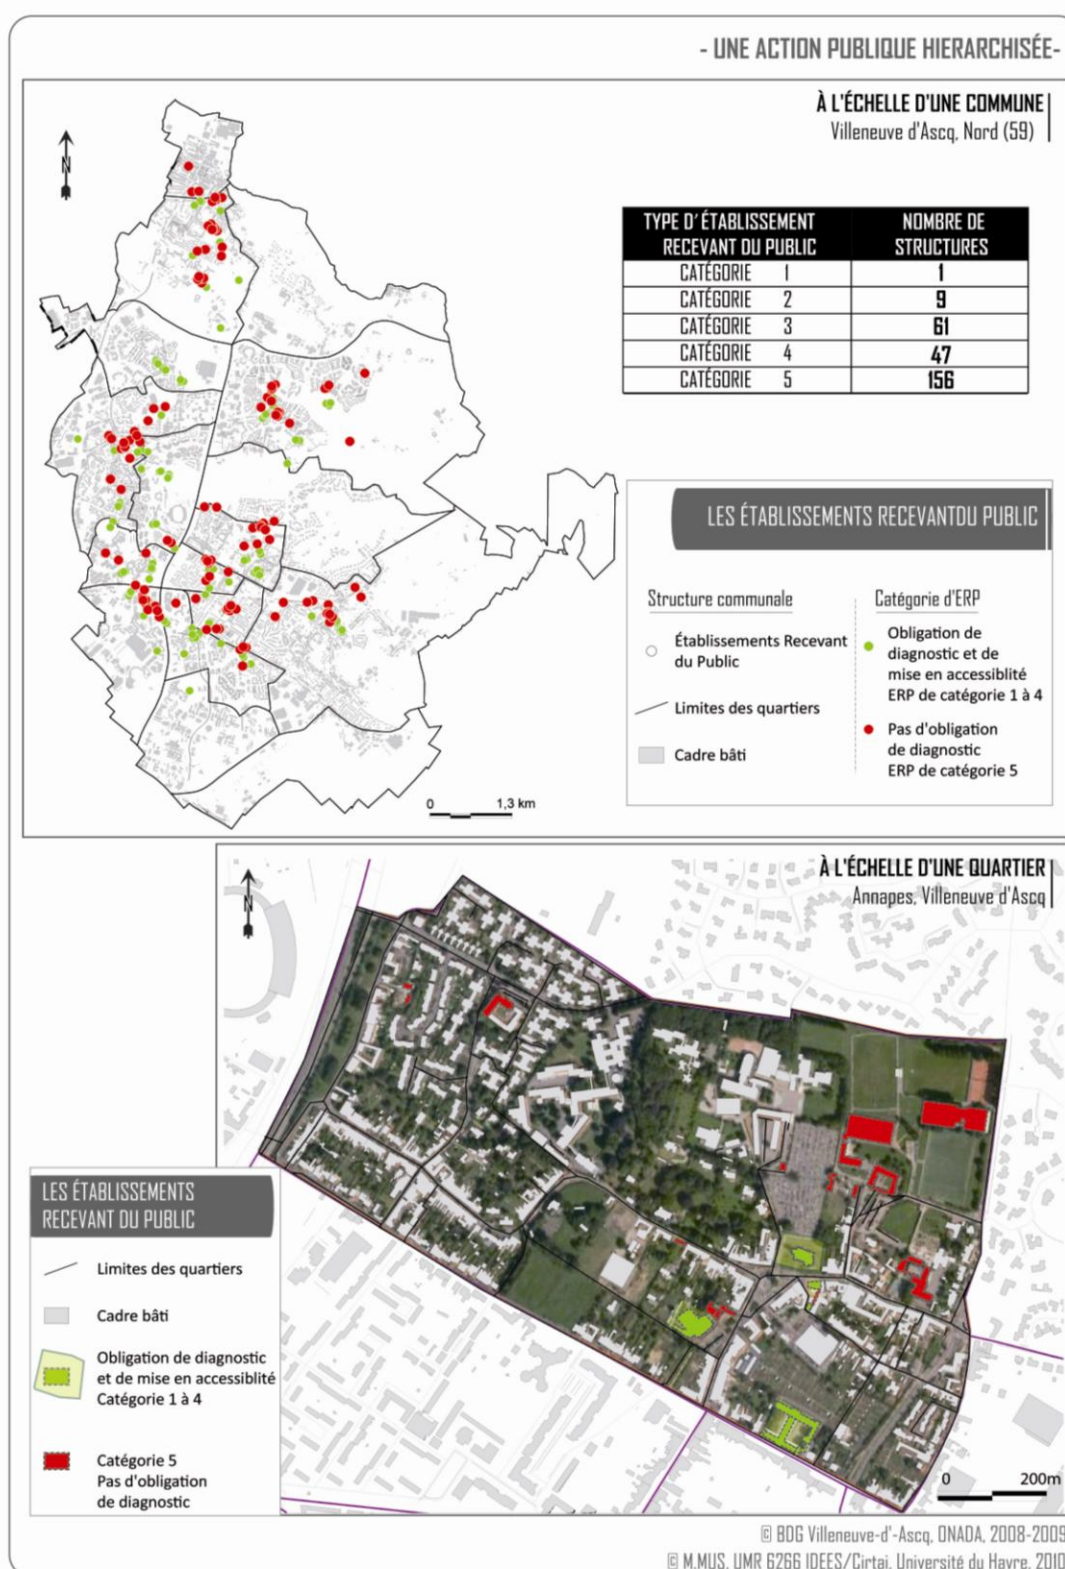 - UNE ACTION PUBLIQUE HIERARCHISÉE-
À L'ÉCHELLE D'UNE COMMUNE
Villeneuve d'Ascq, Nord (59)
N
TYPE D'ÉTABLISSEMENT RECEVANT DU PUBLIC NOMBRE DE STRUCTURES
CATÉGORIE 1 1
CATÉGORIE 2 9
CATÉGORIE 3 61
CATÉGORIE 4 47
CATÉGORIE 5 156
LES ÉTABLISSEMENTS RECEVANTDU PUBLIC
Structure communale
Établissements Recevant
du Public
Limites des quartiers
Cadre bâti
Catégorie d'ERP
Obligation de
diagnostic et de
mise en accessiblité
ERP de catégorie 1 à 4
Pas d'obligation
de diagnostic
ERP de catégorie 5
0 1,3 km
À L'ÉCHELLE D'UNE QUARTIER
Annapes, Villeneuve d'Ascq
N
LES ÉTABLISSEMENTS
RECEVANT DU PUBLIC
Limites des quartiers
Cadre bâti
Obligation de diagnostic
et de mise en accessiblité
Catégorie 1 à 4
Catégorie 5
Pas d'obligation
de diagnostic
0 200m
© BDG Villeneuve-d'-Ascq, ONADA, 2008-2009
© M.MUS, UMR 6266 IDEES/Cirtai, Université du Havre, 2010